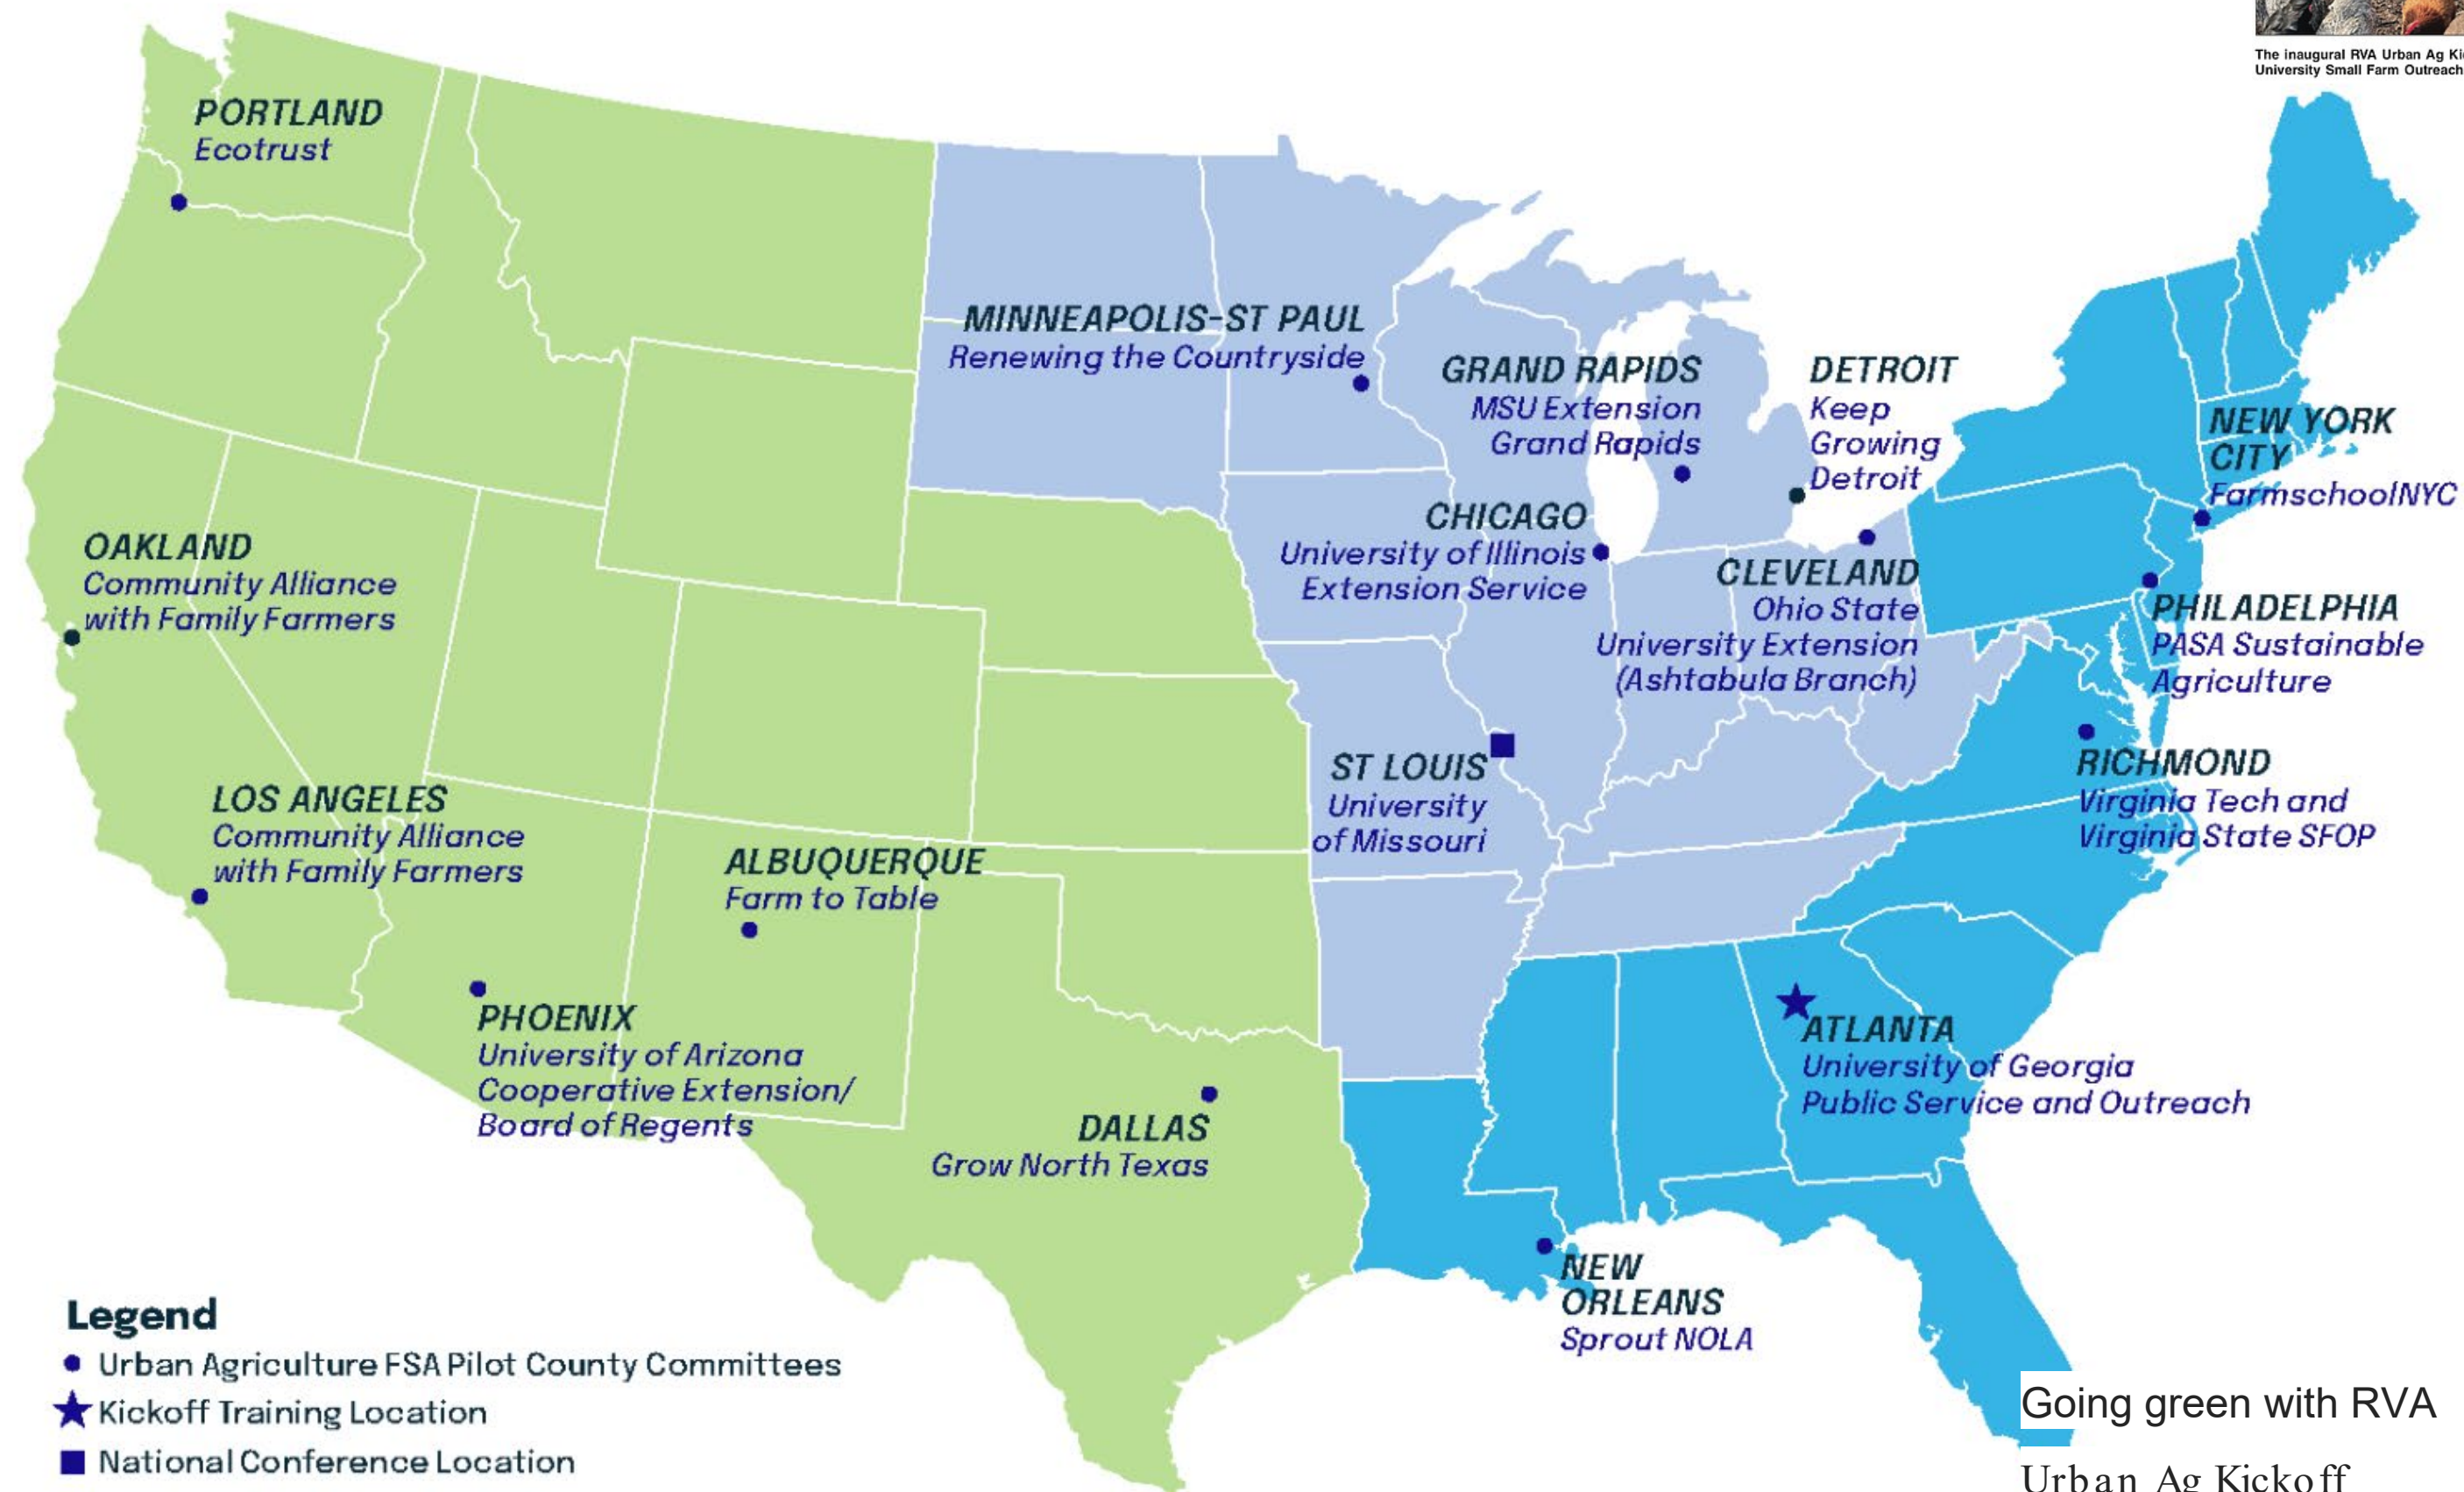 The inaugural RVA Urban Ag
University Small Farm Outreach
PORTLAND
Ecotrust
MINNEAPOLIS-ST PAUL
Renewing the Countryside
GRAND RAPIDS
MSU Extension
Grand Rapids
DETROIT
Keep
Growing
Detroit
NEW YORK
CITY
FarmschoolNYC
CHICAGO
University of Illinois
Extension Service
CLEVELAND
Ohio State
University Extension
(Ashtabula Branch)
PHILADELPHIA
PASA Sustainable
Agriculture
OAKLAND
Community Alliance
with Family Farmers
ST LOUIS
University
of Missouri
RICHMOND
Virginia Tech and
Virginia State SFOP
LOS ANGELES
Community Alliance
with Family Farmers
ALBUQUERQUE
Farm to Table
PHOENIX
University of Arizona
Cooperative Extension/
Board of Regents
ATLANTA
University of Georgia
Public Service and Outreach
DALLAS
Grow North Texas
NEW
ORLEANS
Sprout NOLA
Legend
Urban Agriculture FSA Pilot County Committees
Kickoff Training Location
National Conference Location
Going green with RVA
Urban Ag Kickoff